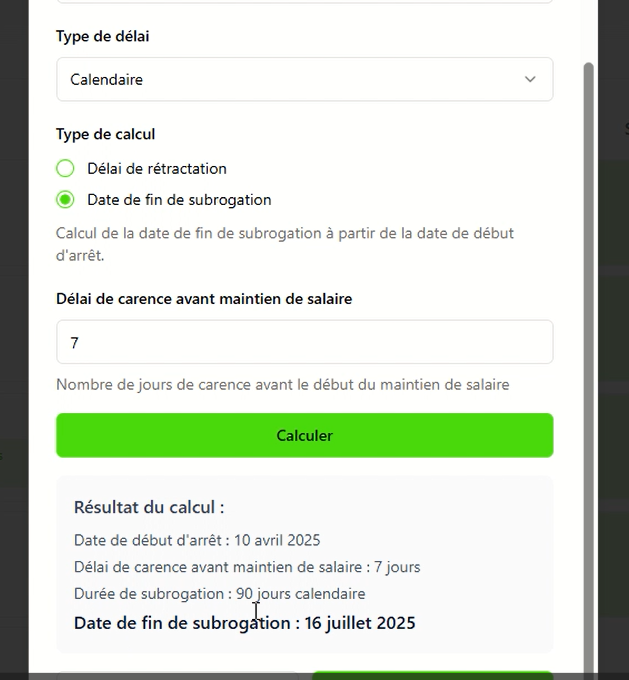 Type de délai
Calendaire
Type de calcul
Délai de rétractation
Date de fin de subrogation
Calcul de la date de fin de subrogation à partir de la date de début
d'arrêt.
Délai de carence avant maintien de salaire
7
Nombre de jours de carence avant le début du maintien de salaire
Calculer
Résultat du calcul :
Date de début d'arrêt : 10 avril 2025
Délai de carence avant maintien de salaire : 7 jours
Durée de subrogation : 90 jours calendaire
Date de fin de subrogation : 16 juillet 2025